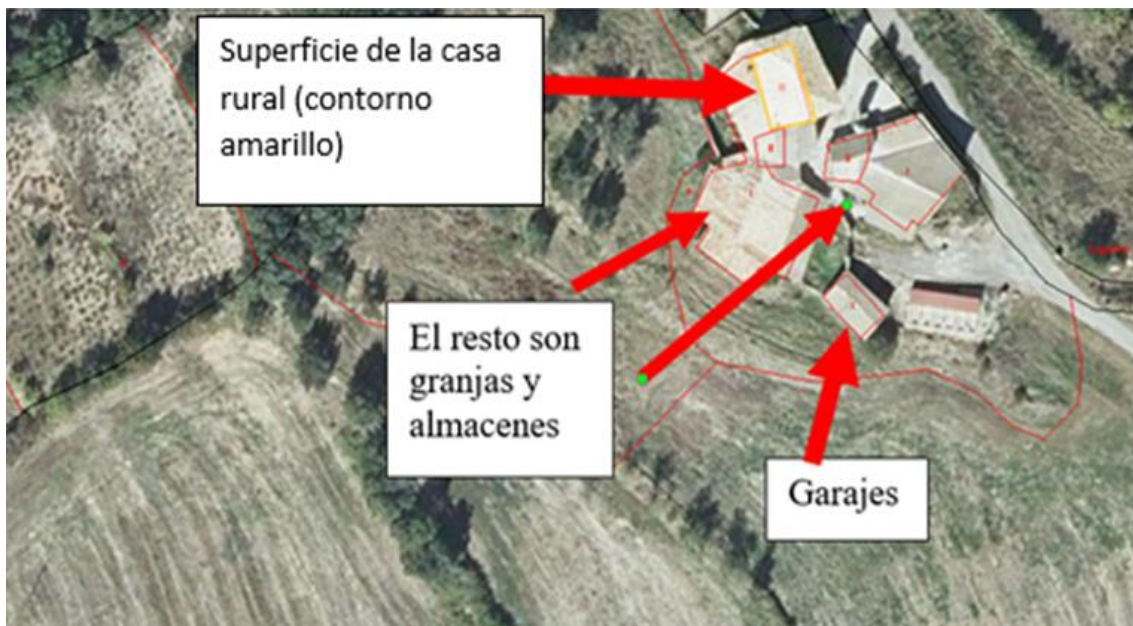 Superficie de la casa
rural (contorno
amarillo)
El resto son
granjas y
almacenes
Garajes